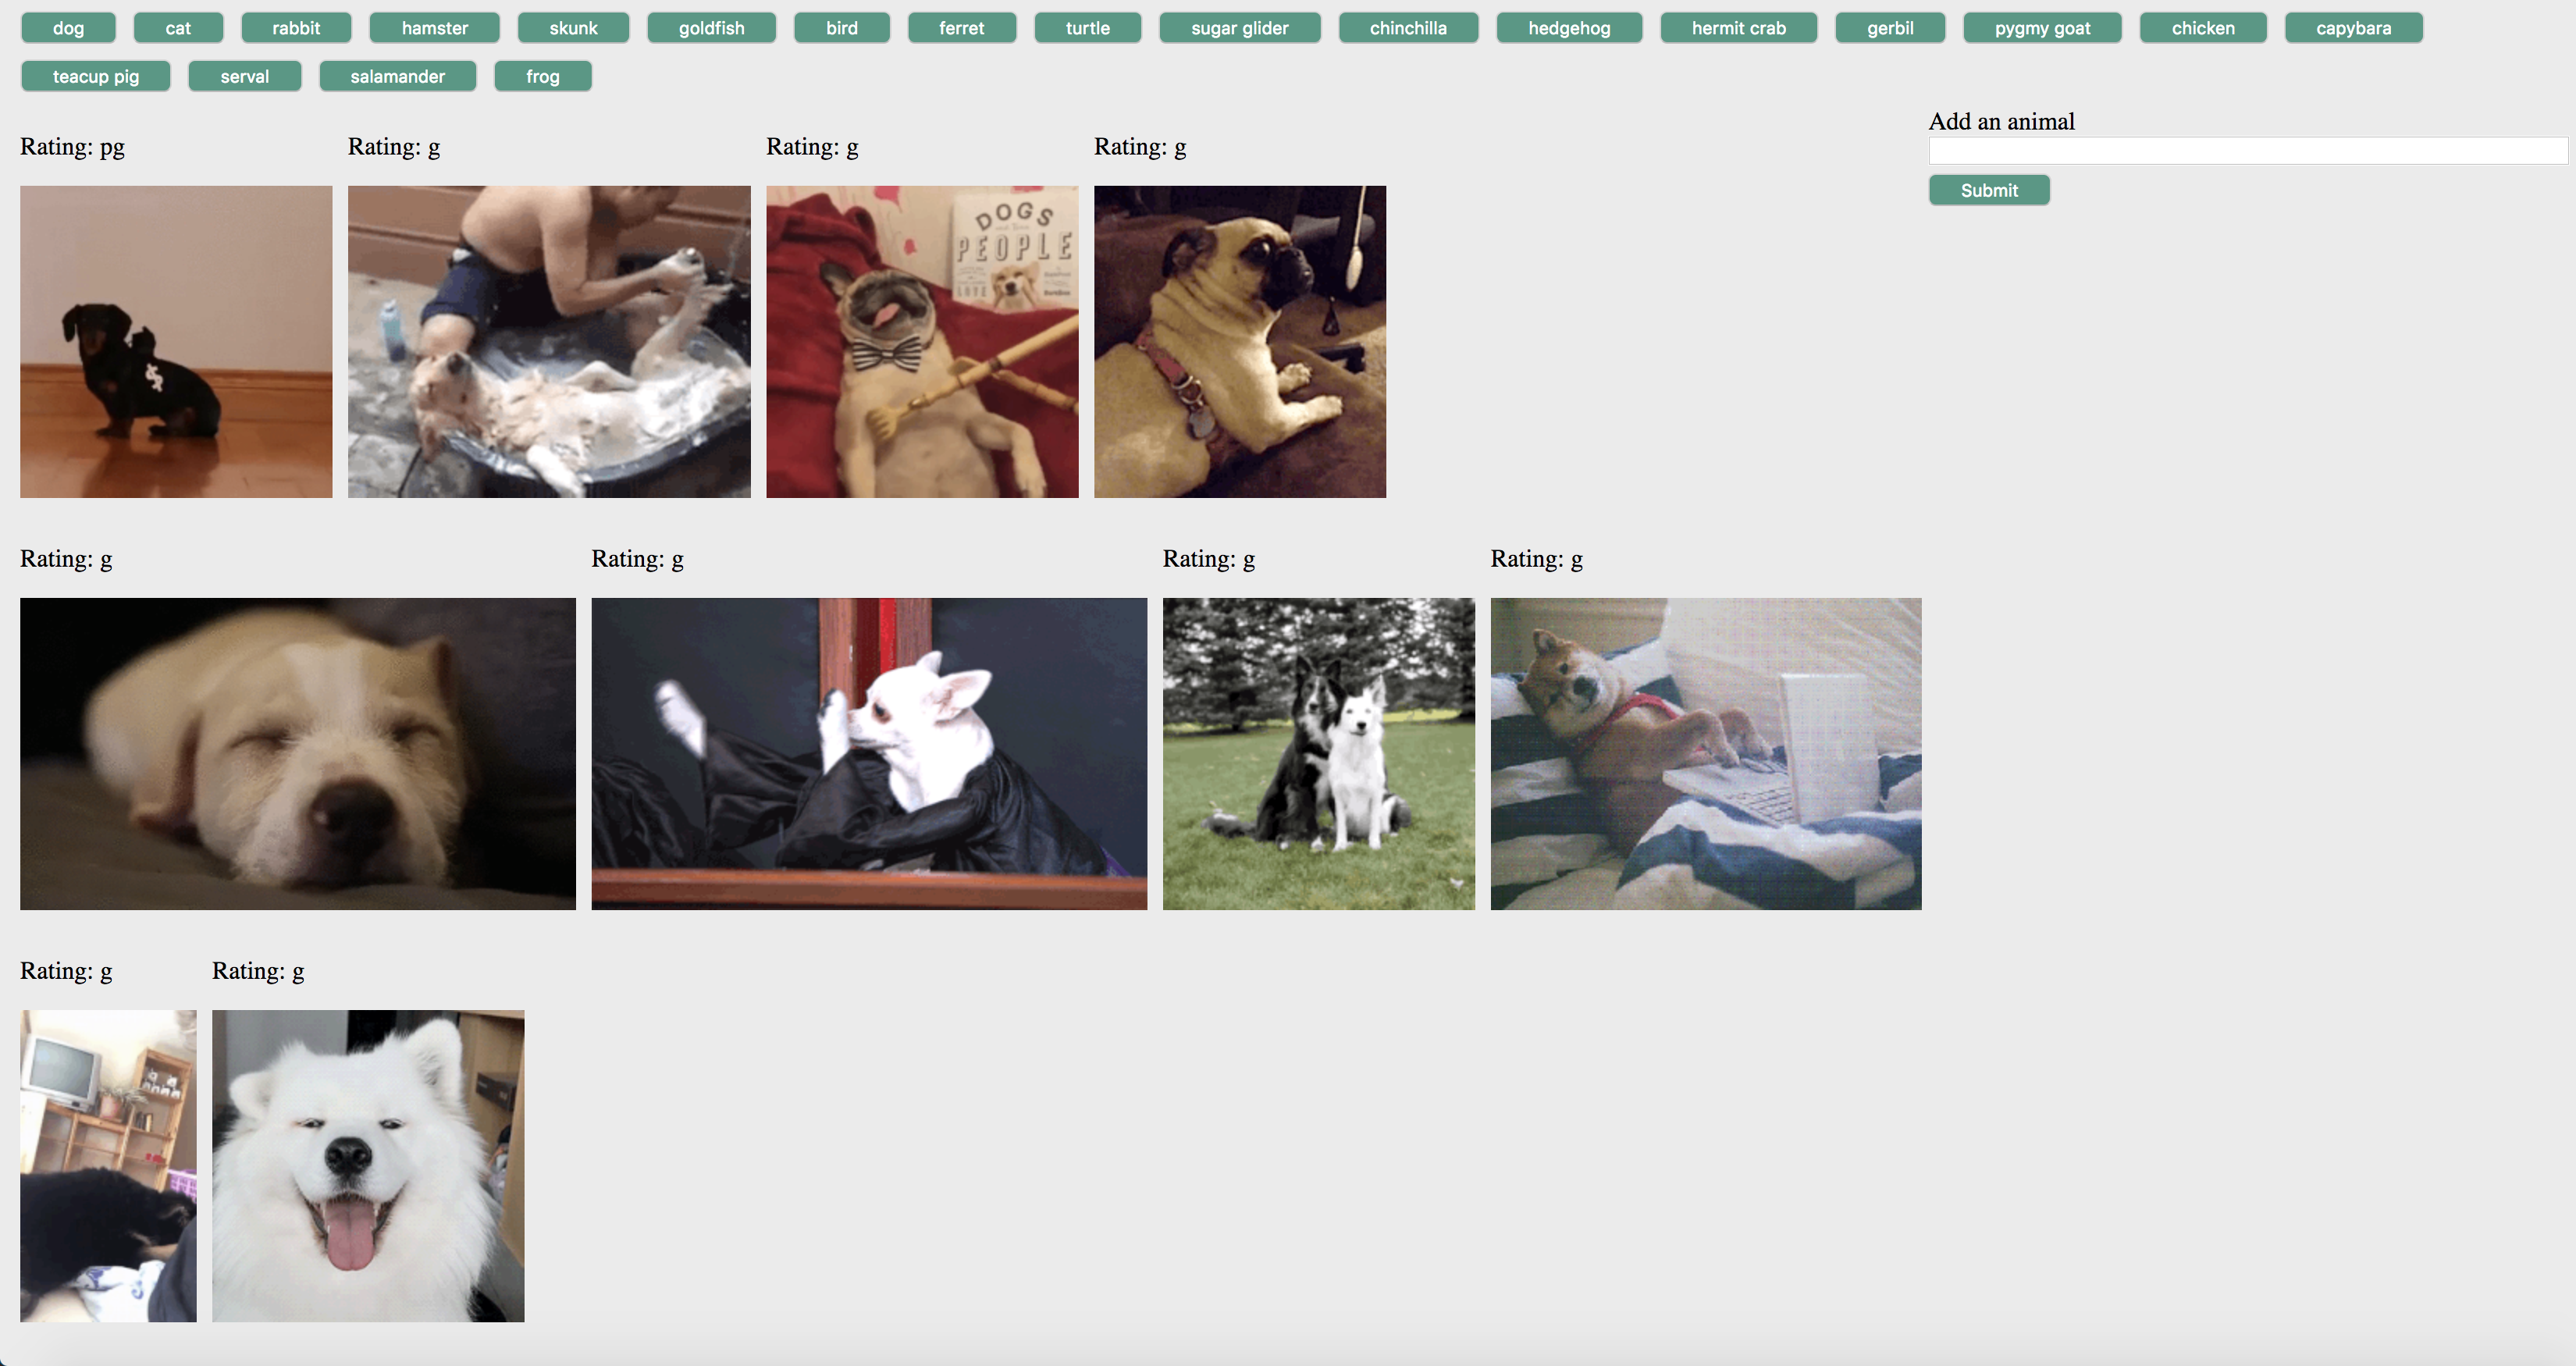 dog cat rabbit hamster skunk goldfish bird ferret turtle sugar glider chinchilla hedgehog hermit crab gerbil pygmy goat chicken capybara
teacup pig serval salamander frog
Add an animal
Rating: pg Rating: g Rating: g Rating: g
Submit
DOGS
PEOPLE
LOVE
$
Rating: g Rating: g Rating: g Rating: g
Rating: g Rating: g